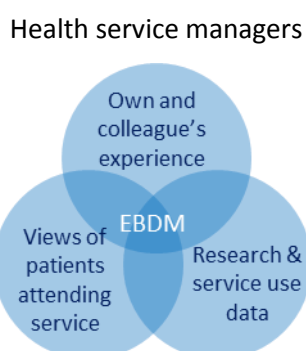 Health service managers
Own and
colleague's
experience
EBDM
Views of
patients
attending
service
Research &
service use
data